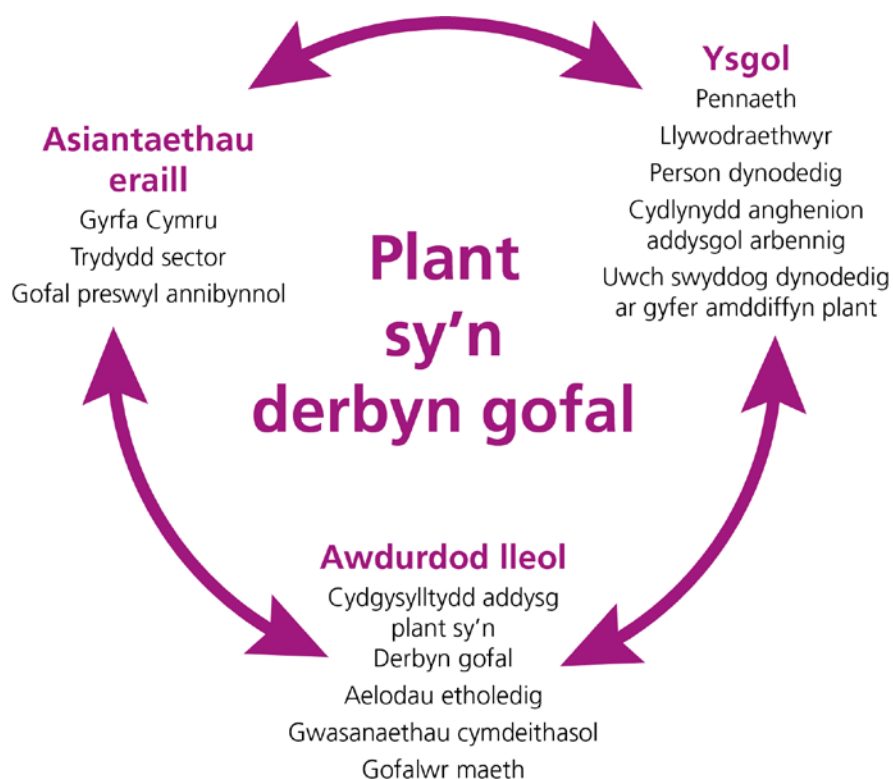 Asiantaethau
eraill
Gyrfa Cymru
Trydydd sector
Gofal preswyl annibynnol
Ysgol
Pennaeth
Llywodraethwyr
Person dynodedig
Cydlynydd anghenion
addysgol arbennig
Uwch swyddog dynodedig
ar gyfer amddiffyn plant
Plant
sy’n
derbyn gofal
Awdurdod lleol
Cydgysylltydd addysg
plant sy’n
Derbyn gofal
Aelodau etholedig
Gwasanaethau cymdeithasol
Gofalwr maeth